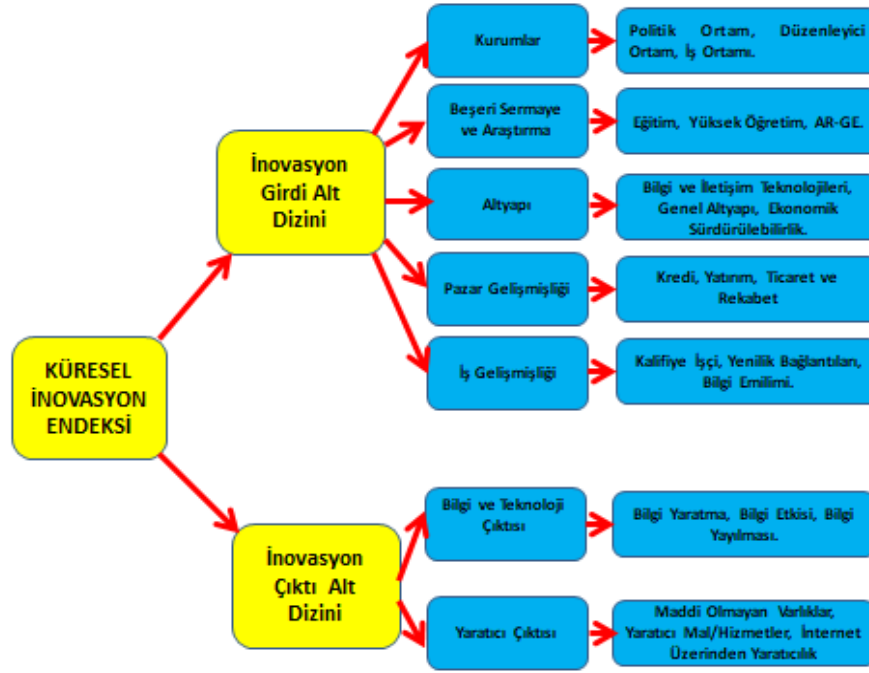 Kurumlar
Politik Ortam, Düzenleyici
Ortam, İş Ortamı.
Beşeri Sermaye
ve Araştırma
Eğitim, Yüksek Öğretim, AR-GE.
İnovasyon
Girdi Alt
Dizini
Altyapı
Bilgi ve İletişim Teknolojileri,
Genel Altyapı, Ekonomik
Sürdürülebilirlik.
Pazar Gelişmişliği
Kredi, Yatırım, Ticaret ve
Rekabet
İş Gelişmişliği
Kalifiye İşçi, Yenilik Bağlantıları,
Bilgi Emilimi.
KÜRESEL
İNOVASYON
ENDEKSİ
Bilgi ve Teknoloji
Çıktısı
Bilgi Yaratma, Bilgi Etkisi, Bilgi
Yayılması.
İnovasyon
Çıktı Alt
Dizini
Yaratıcı Çıktısı
Maddi Olmayan Varlıklar,
Yaratıcı Mal/Hizmetler, İnternet
Üzerinden Yaratıcılık